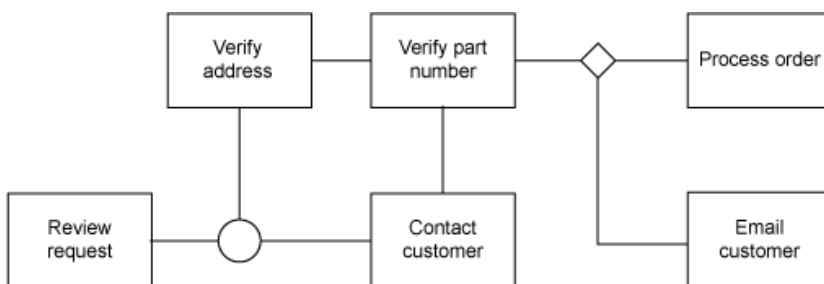 Verify
address
Verify part
number
Process order
Review
request
Contact
customer
Email
customer